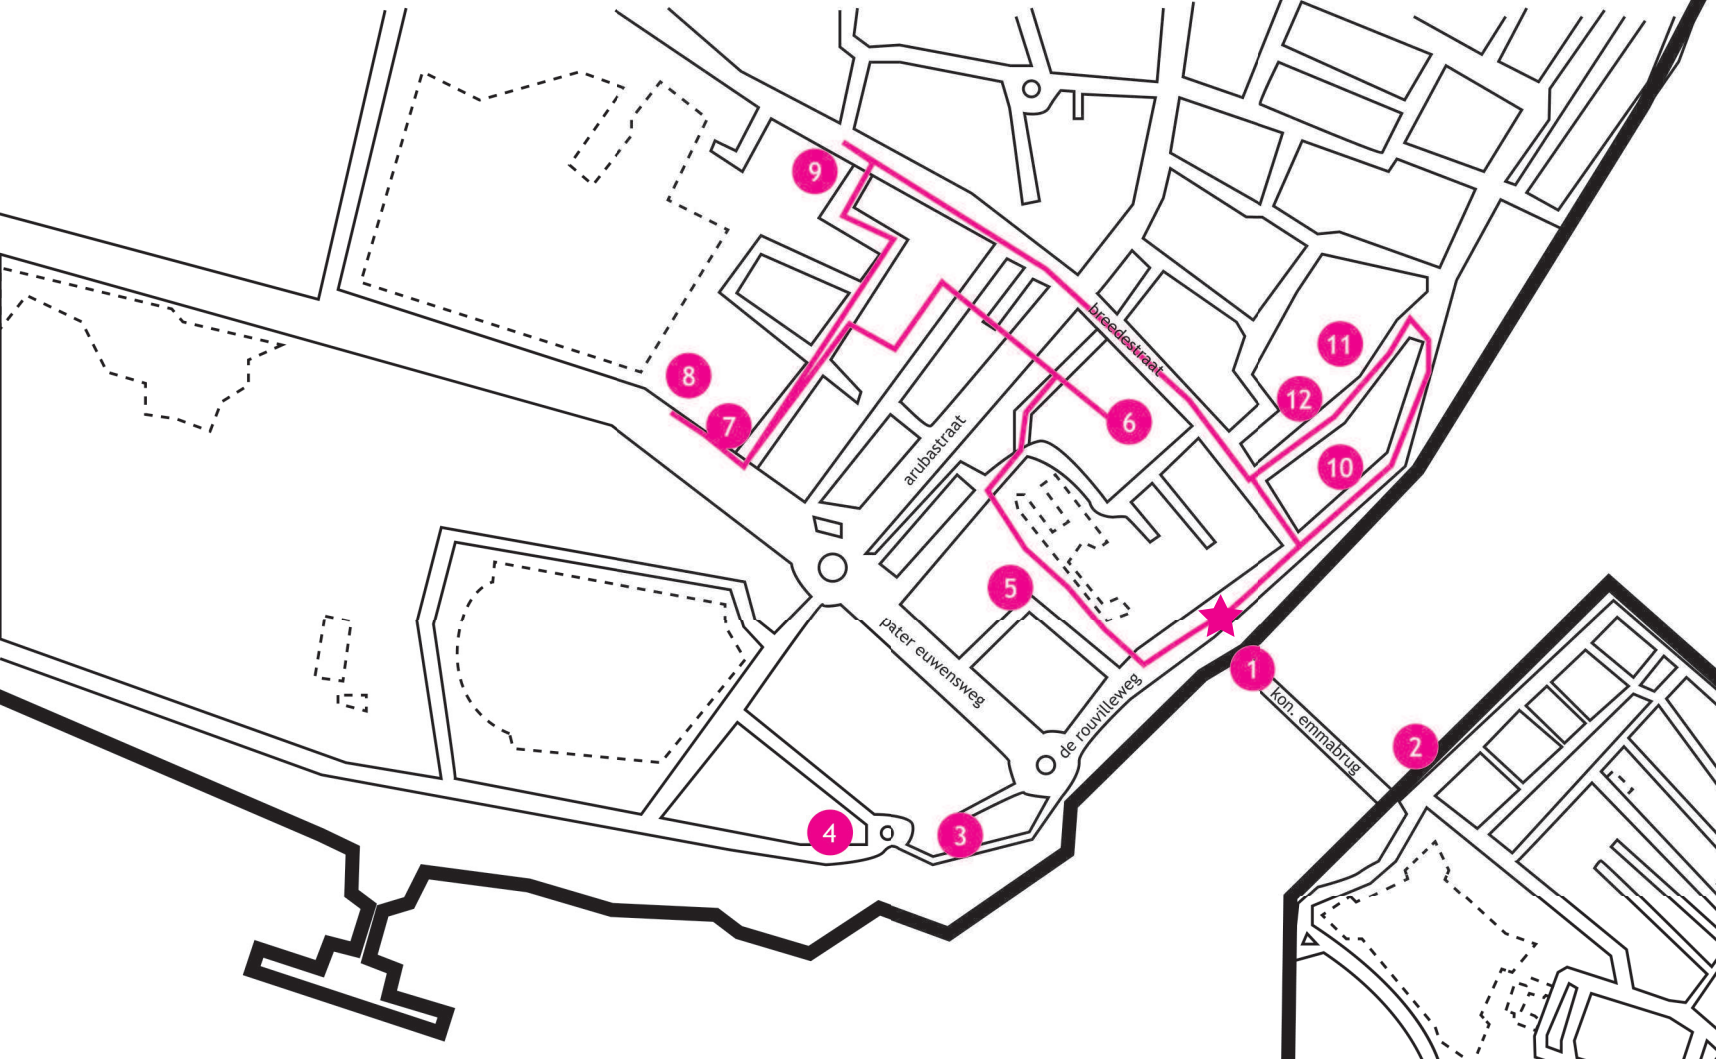 9
breedestraat
11
8
12
7
6
arubastraat
10
5
pater euwensweg
1
de rouvilleweg
kon. emmabrug
2
4
3